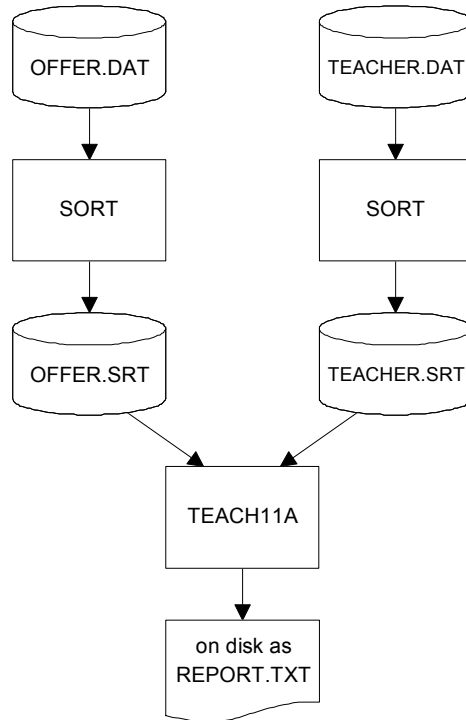 OFFER.DAT
TEACHER.DAT
SORT
SORT
OFFER.SRT
TEACHER.SRT
TEACH11A
on disk as
REPORT.TXT